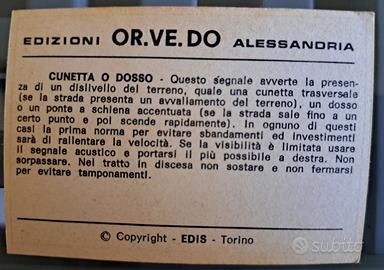 EDIZIONI OR.VE.DO ALESSANDRIA
CUNETTA O DOSSO - Questo segnale avverte la presen-
za di un dislivello del terreno, quale una cunetta trasversale
(se la strada presenta un avvallamento del terreno), un dosso
o un ponte a schiena accentuata (se la strada sale fino a un
certo punto e poi scende rapidamente). In ognuno di questi
casi la prima norma per evitare sbandamenti ed investimenti
sarà di rallentare la velocità. Se la visibilità è limitata usare
il segnale acustico e portarsi il più possibile a destra. Non
sorpassare. Nel tratto in discesa non sostare e non fermarsi
per evitare tamponamenti.
© Copyright - EDIS - Torino
subito